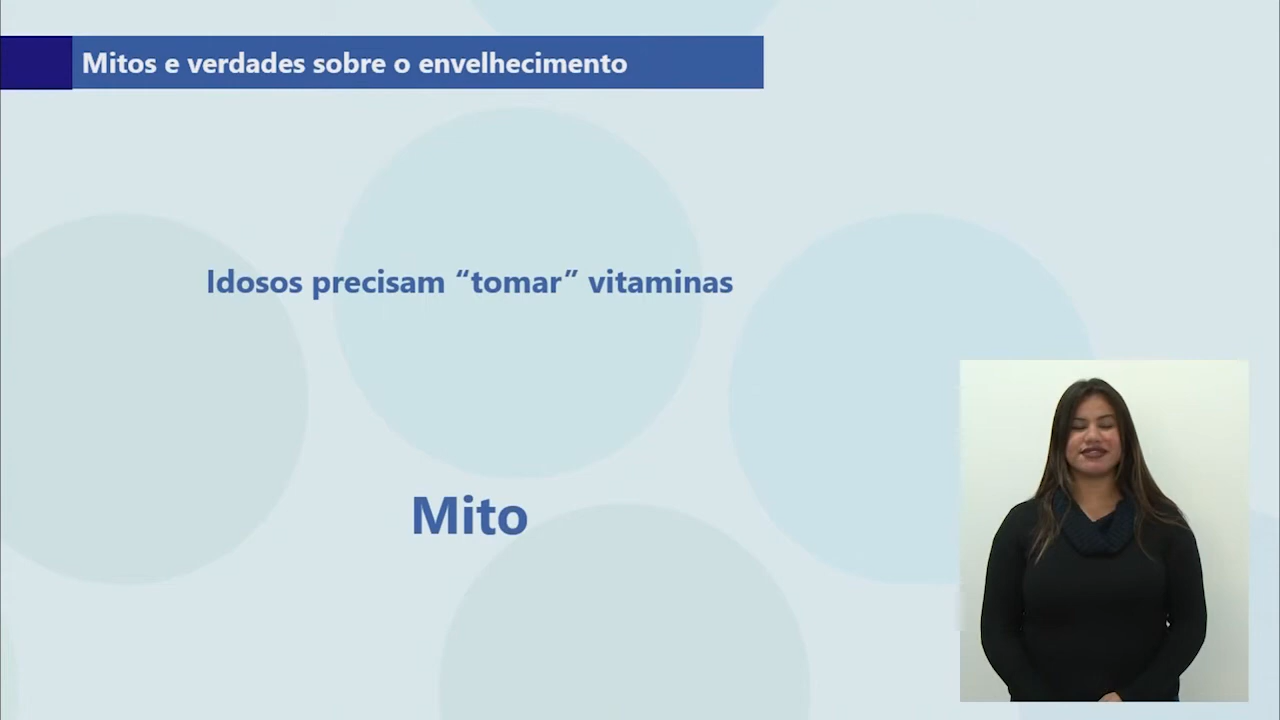 Mitos e verdades sobre o envelhecimento
Idosos precisam “tomar” vitaminas
Mito